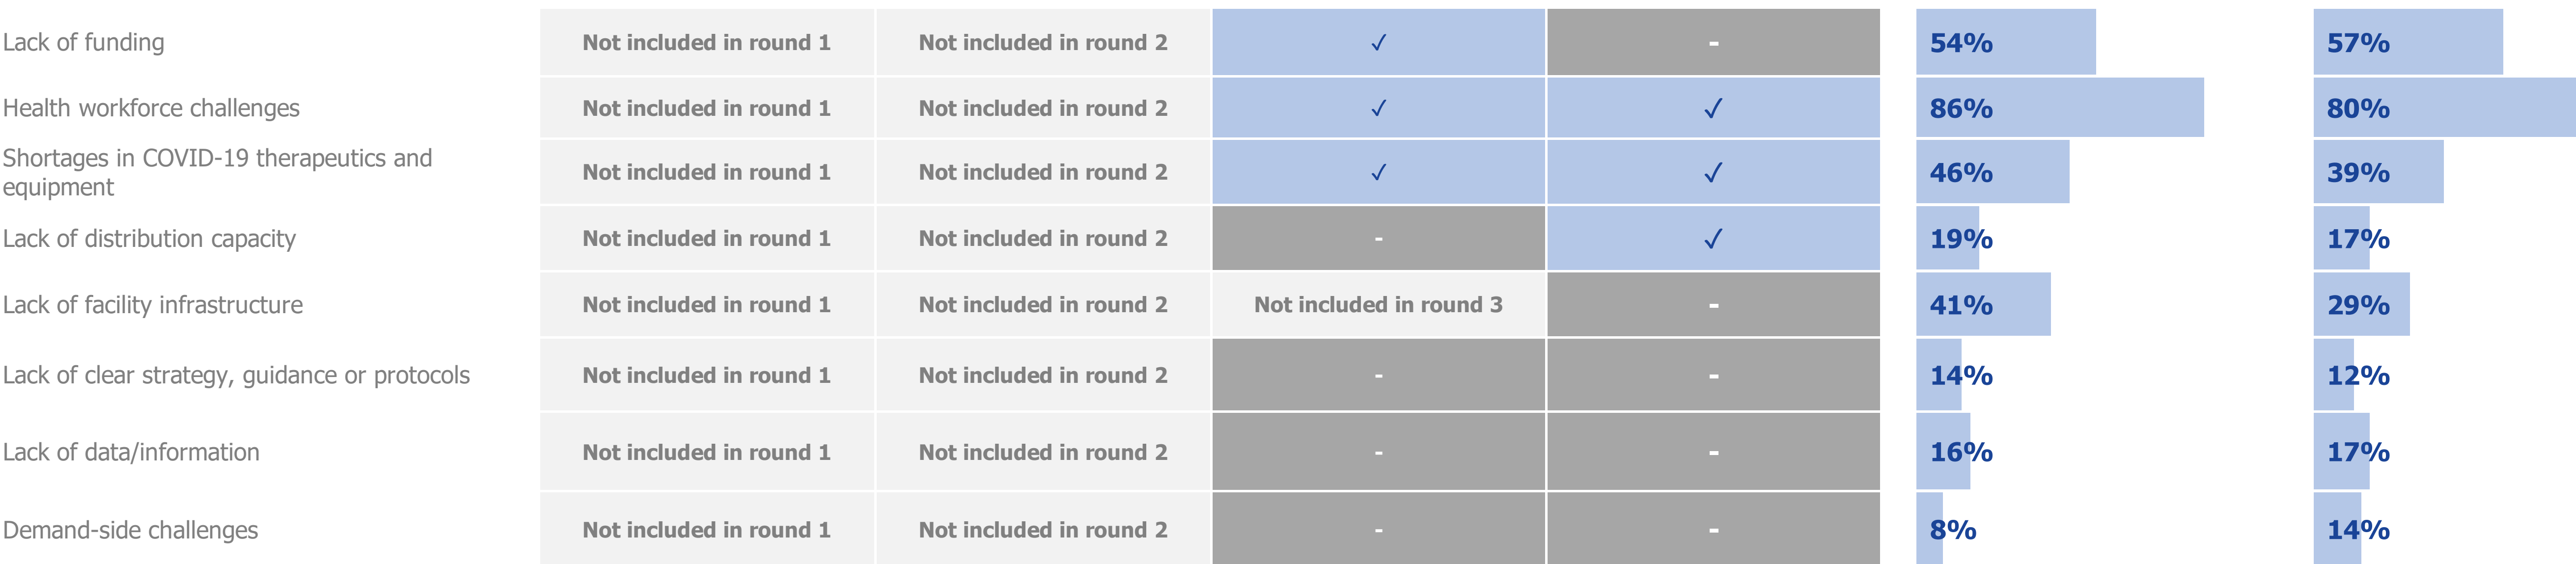 Lack of funding Not included in round 1 Not included in round 2 ✓ - 54% 57%
Health workforce challenges Not included in round 1 Not included in round 2 ✓ ✓ 86% 80%
Shortages in COVID-19 therapeutics and
equipment Not included in round 1 Not included in round 2 ✓ ✓ 46% 39%
Lack of distribution capacity Not included in round 1 Not included in round 2 - ✓ 19% 17%
Lack of facility infrastructure Not included in round 1 Not included in round 2 Not included in round 3 - 41% 29%
Lack of clear strategy, guidance or protocols Not included in round 1 Not included in round 2 - - 14% 12%
Lack of data/information Not included in round 1 Not included in round 2 - - 16% 17%
Demand-side challenges Not included in round 1 Not included in round 2 - - 8% 14%